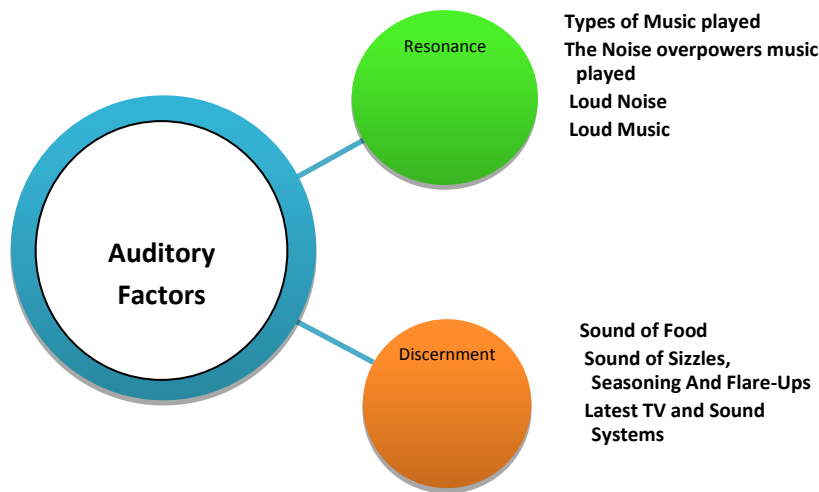 Auditory
Factors
Resonance
Types of Music played
The Noise overpowers music
played
Loud Noise
Loud Music
Discernment
Sound of Food
Sound of Sizzles,
Seasoning And Flare-Ups
Latest TV and Sound
Systems